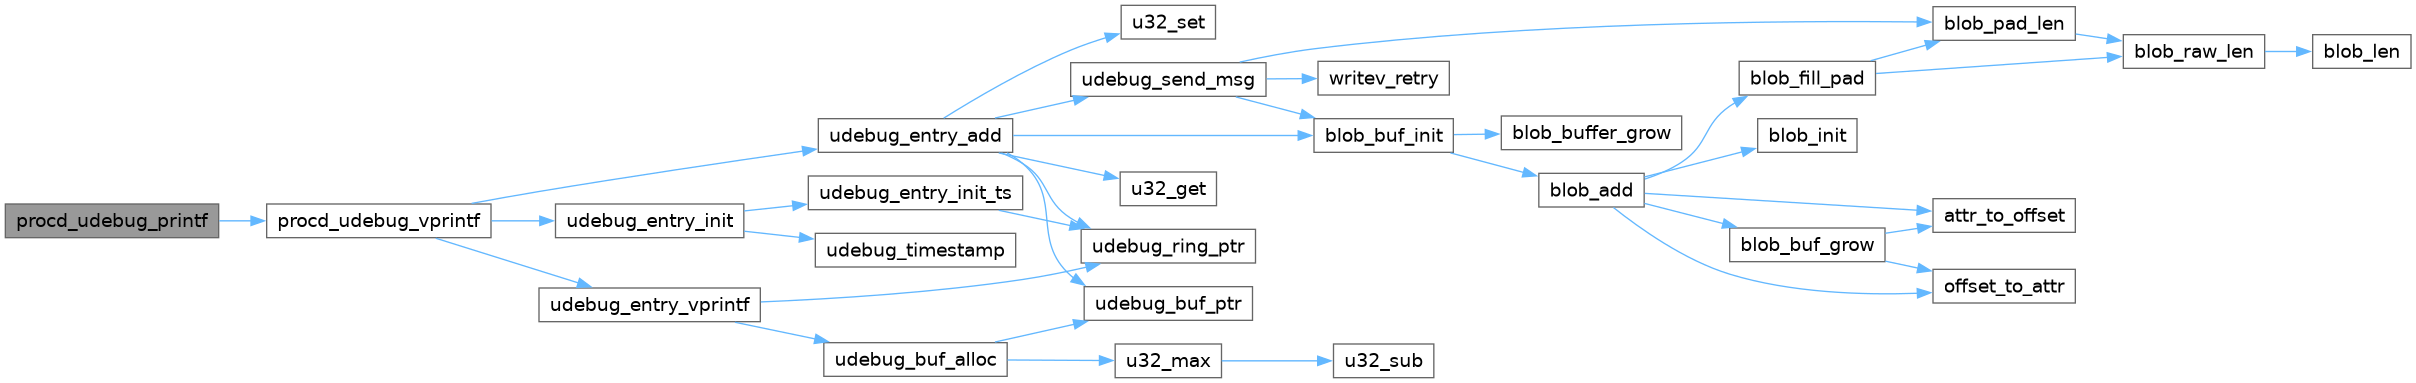 procd_udebug_printf
procd_udebug_vprintf
udebug_entry_add
u32_set
udebug_send_msg
writev_retry
blob_buf_init
blob_buffer_grow
blob_add
blob_fill_pad
blob_pad_len
blob_raw_len
blob_len
blob_init
attr_to_offset
blob_buf_grow
offset_to_attr
u32_get
udebug_entry_init
udebug_entry_init_ts
udebug_timestamp
udebug_ring_ptr
udebug_buf_ptr
udebug_entry_vprintf
udebug_buf_alloc
u32_max
u32_sub